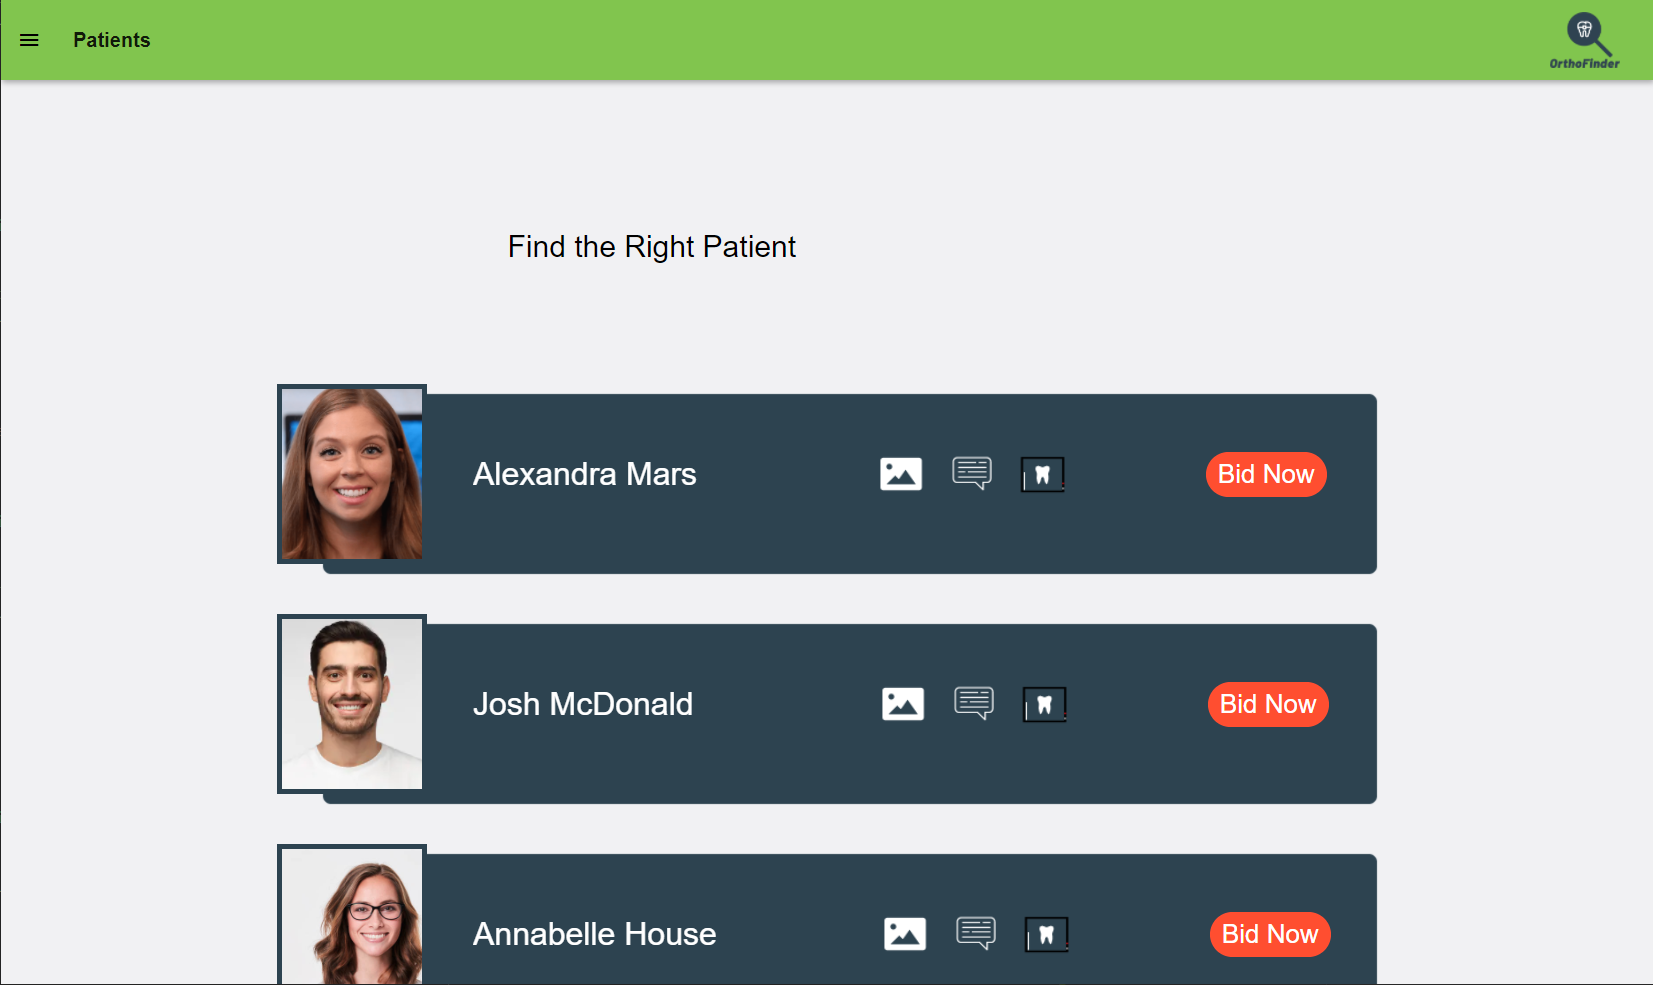 Patients
OrthoFinder
Find the Right Patient
Alexandra Mars
Bid Now
Josh McDonald
Bid Now
Annabelle House
Bid Now